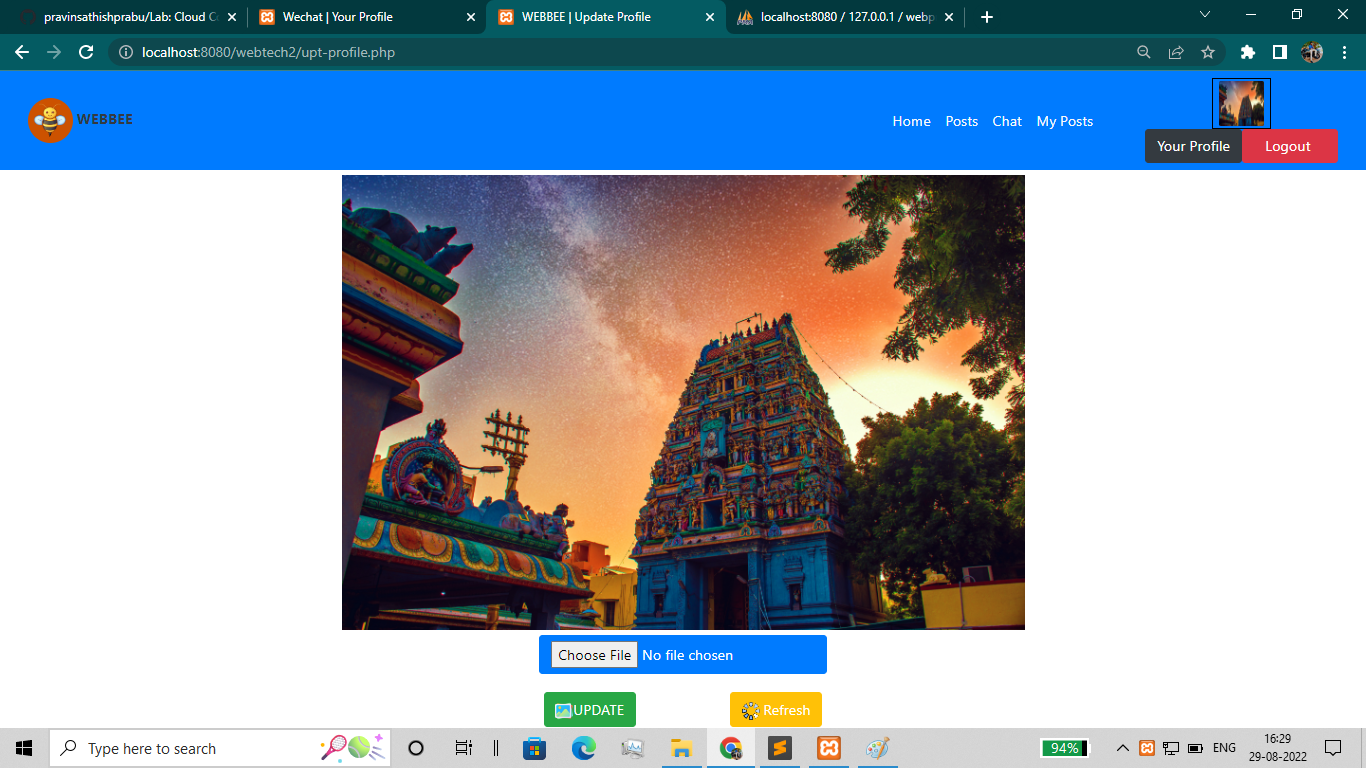 pravinsathishprabu/Lab: Cloud C
Wechat | Your Profile
WEBBEE | Update Profile
localhost:8080 / 127.0.0.1 / webp
localhost:8080/webtech2/upt-profile.php
WEBBEE
Home
Posts
Chat
My Posts
Your Profile
Logout
Choose File
No file chosen
UPDATE
Refresh
Type here to search
94%
ENG
16:29
29-08-2022